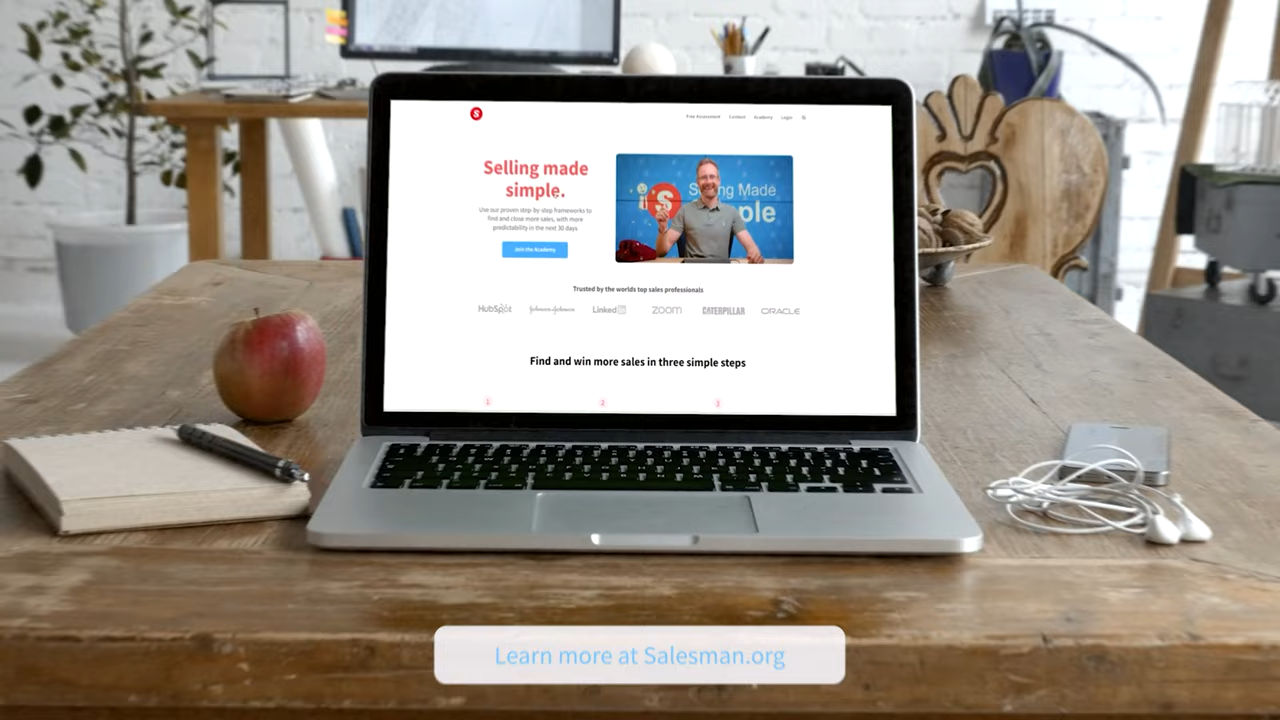 S
Free Assessment Content Academy Login
Selling made
simple.
Use our proven step-by-step frameworks to
find and close more sales, with more
predictability in the next 30 days
Join the Academy
S
Selling Made
Simple
Trusted by the worlds top sales professionals
HubSpot Johnson & Johnson LinkedIn zoom CATERPILLAR ORACLE
Find and win more sales in three simple steps
1 2 3
Learn more at Salesman.org